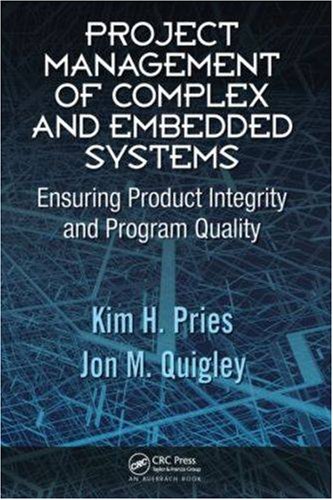 PROJECT
MANAGEMENT
OF COMPLEX
AND EMBEDDED
SYSTEMS
Ensuring Product Integrity
and Program Quality
Kim H. Pries
Jon M. Quigley
CRC Press
Taylor & Francis Group
AN AUERBACH BOOK